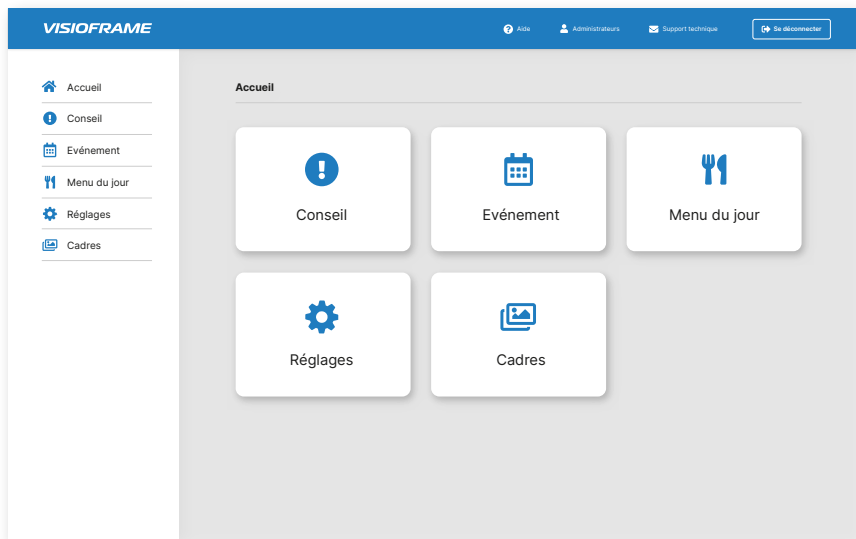 VISIOFRAME
Aide
Administrateurs
Support technique
Se déconnecter
Accueil
Conseil
Evénement
Menu du jour
Réglages
Cadres
Accueil
Conseil
Evénement
Menu du jour
Réglages
Cadres